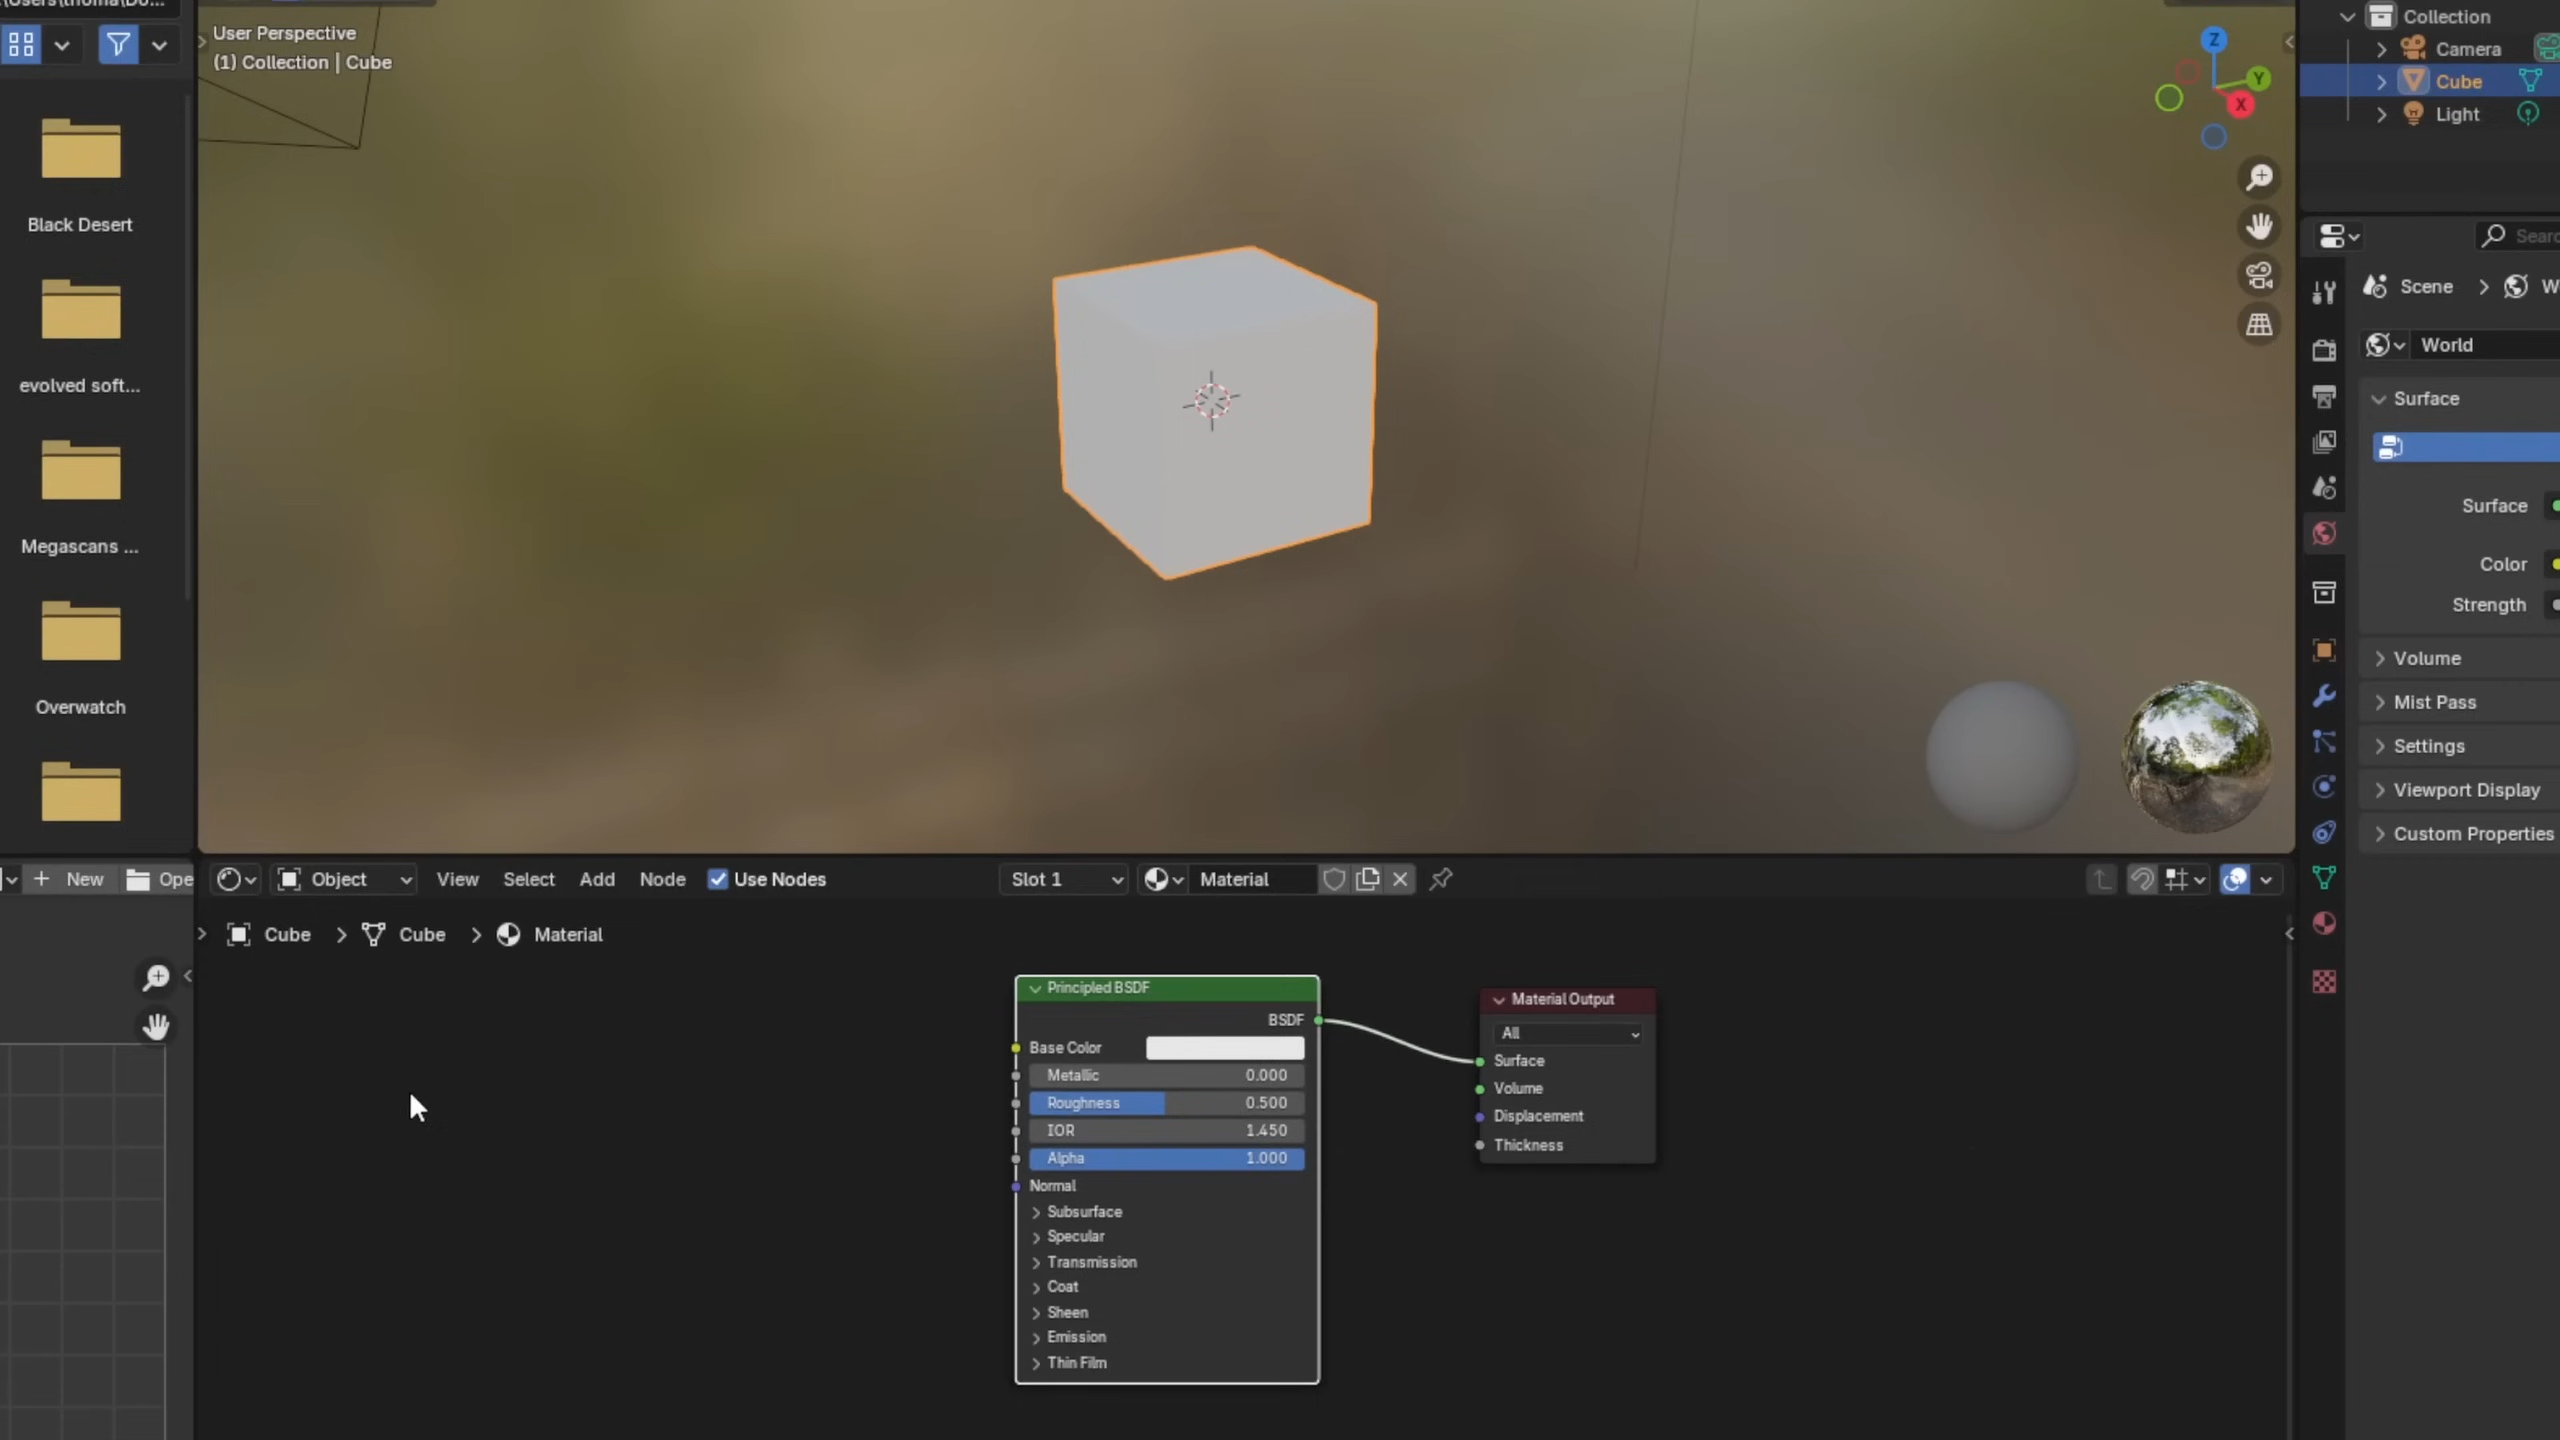 User Perspective
(1) Collection | Cube
Black Desert
evolved soft...
Megascans ...
Overwatch
Z
Y
X
Collection
Camera
Cube
Light
Scene
World
Surface
Surface
Color
Strength
Volume
Mist Pass
Settings
Viewport Display
Custom Properties
New
Object
View
Select
Add
Node
Use Nodes
Slot 1
Material
Cube
Cube
Material
Principled BSDF
BSDF
Base Color
Metallic 0.000
Roughness 0.500
IOR 1.450
Alpha 1.000
Normal
Subsurface
Specular
Transmission
Coat
Sheen
Emission
Thin Film
Material Output
All
Surface
Volume
Displacement
Thickness